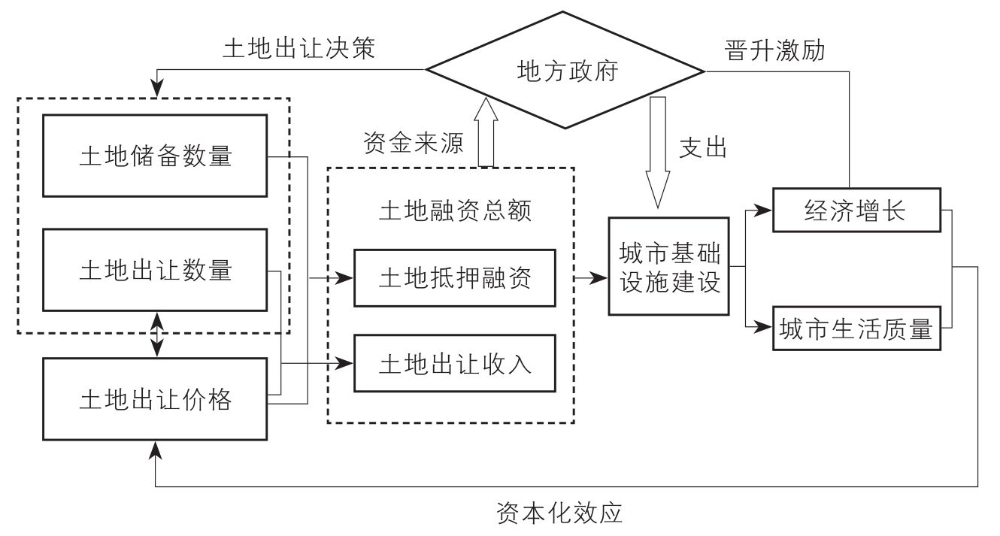 土地出让决策
地方政府
晋升激励
土地储备数量
资金来源
支出
土地融资总额
经济增长
土地出让数量
土地抵押融资
城市基础
设施建设
城市生活质量
土地出让收入
土地出让价格
资本化效应